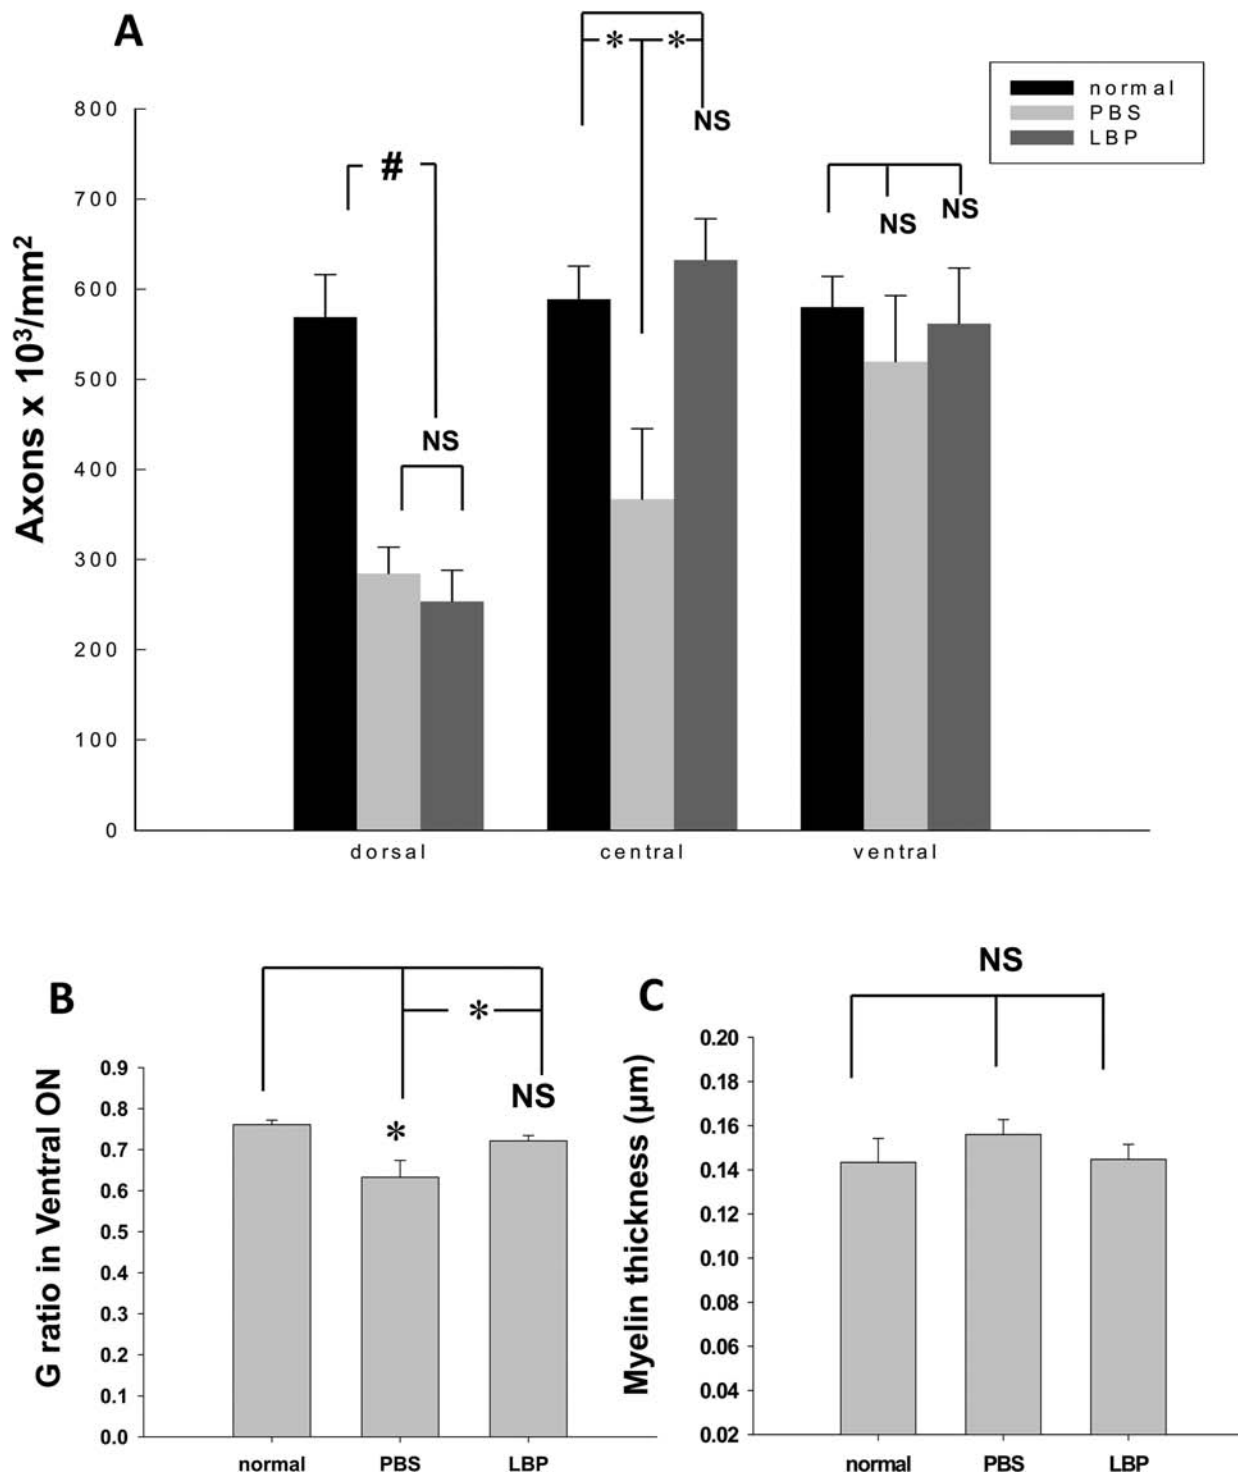 A
* *
normal
PBS
LBP
NS
800
#
700
NS NS
600
500
NS
400
300
200
100
0
Axons x 10³/mm²
dorsal central ventral
B
*
NS
*
0.9
0.8
0.7
0.6
0.5
0.4
0.3
0.2
0.1
0.0
G ratio in Ventral ON
normal PBS LBP
C
NS
0.20
0.18
0.16
0.14
0.12
0.10
0.08
0.06
0.04
0.02
Myelin thickness (μm)
normal PBS LBP